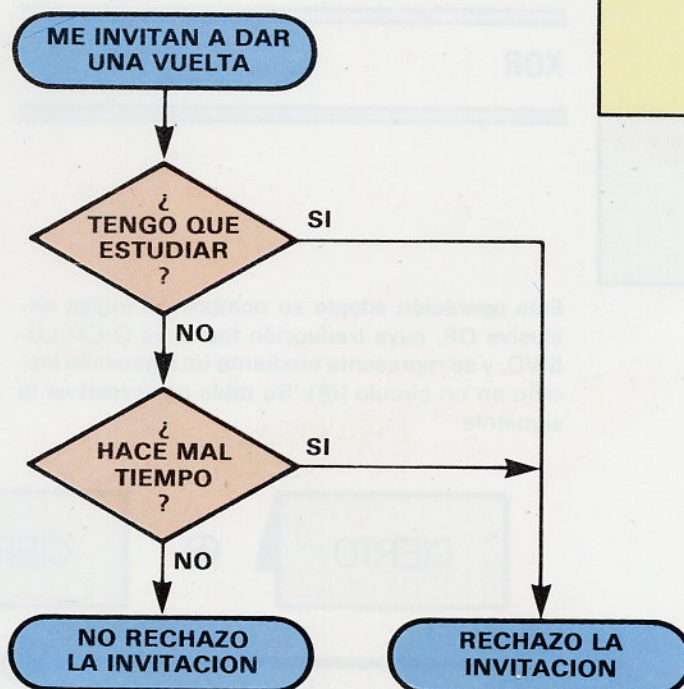 ME INVITAN A DAR
UNA VUELTA
¿
TENGO QUE
ESTUDIAR
?
SI
NO
¿
HACE MAL
TIEMPO
?
SI
NO
NO RECHAZO
LA INVITACION
RECHAZO LA
INVITACION
XOR
CIERTO